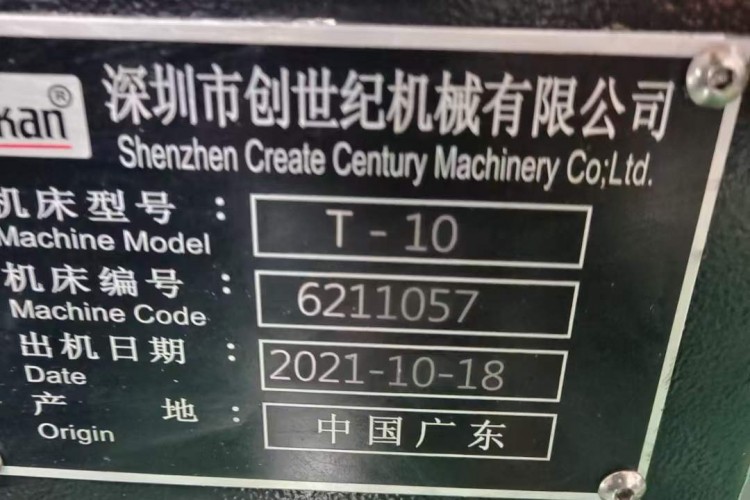 kan®
深圳市创世纪机械有限公司
Shenzhen Create Century Machinery Co;Ltd.
机床型号：
Machine Model
T-10
机床编号：
Machine Code
6211057
出机日期：
Date
2021-10-18
产地：
Origin
中国广东